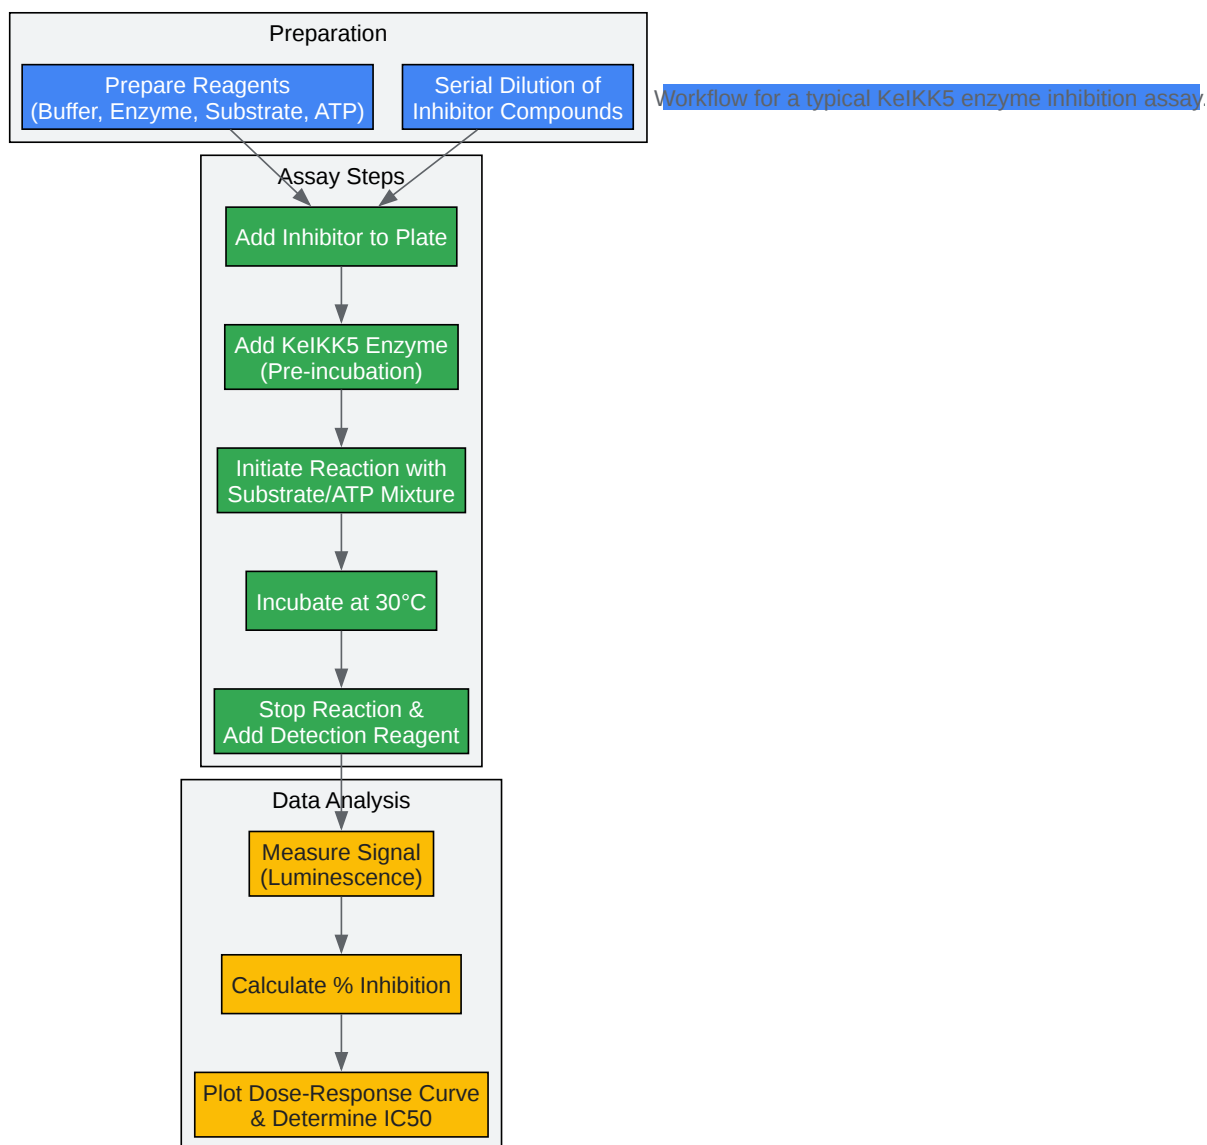 Preparation
Prepare Reagents
(Buffer, Enzyme, Substrate, ATP)
Serial Dilution of
Inhibitor Compounds
Workflow for a typical KeIKK5 enzyme inhibition assay.
Assay Steps
Add Inhibitor to Plate
Add KeIKK5 Enzyme
(Pre-incubation)
Initiate Reaction with
Substrate/ATP Mixture
Incubate at 30°C
Stop Reaction &
Add Detection Reagent
Data Analysis
Measure Signal
(Luminescence)
Calculate % Inhibition
Plot Dose-Response Curve
& Determine IC50